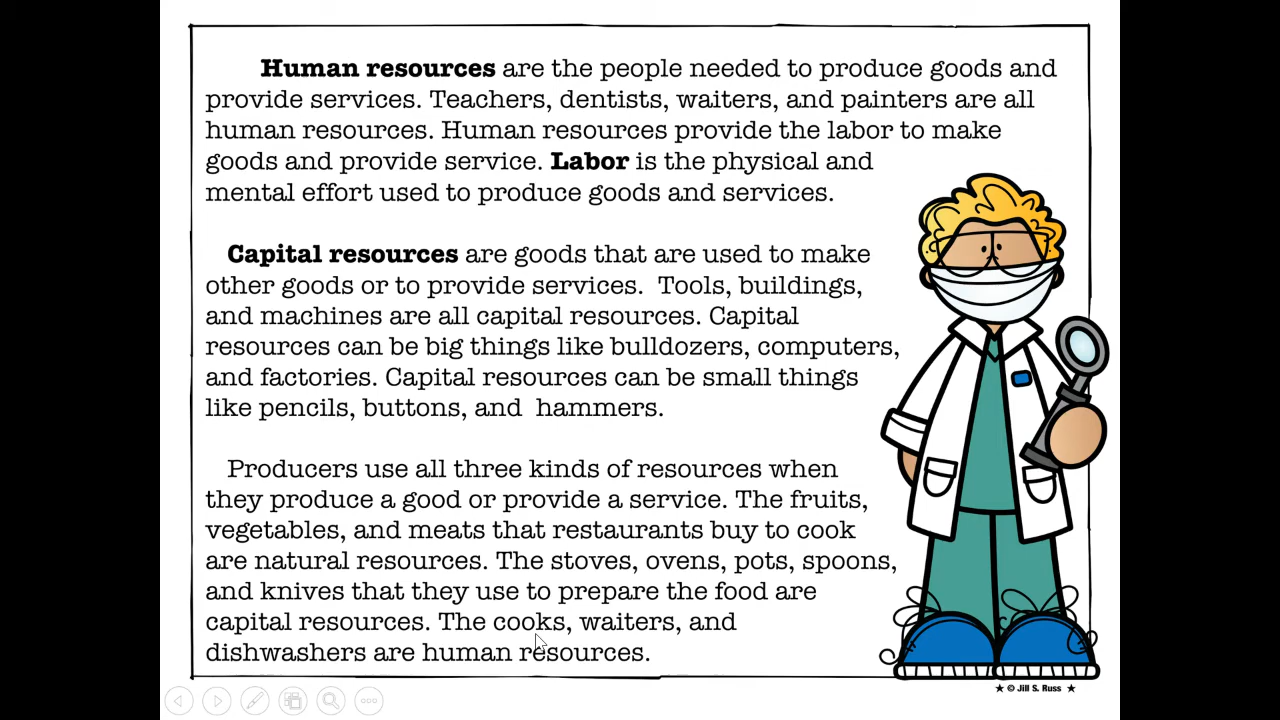 Human resources are the people needed to produce goods and
provide services. Teachers, dentists, waiters, and painters are all
human resources. Human resources provide the labor to make
goods and provide service. Labor is the physical and
mental effort used to produce goods and services.
Capital resources are goods that are used to make
other goods or to provide services.  Tools, buildings,
and machines are all capital resources. Capital
resources can be big things like bulldozers, computers,
and factories. Capital resources can be small things
like pencils, buttons, and  hammers.
Producers use all three kinds of resources when
they produce a good or provide a service. The fruits,
vegetables, and meats that restaurants buy to cook
are natural resources. The stoves, ovens, pots, spoons,
and knives that they use to prepare the food are
capital resources. The cooks, waiters, and
dishwashers are human resources.
★ © Jill S. Russ ★